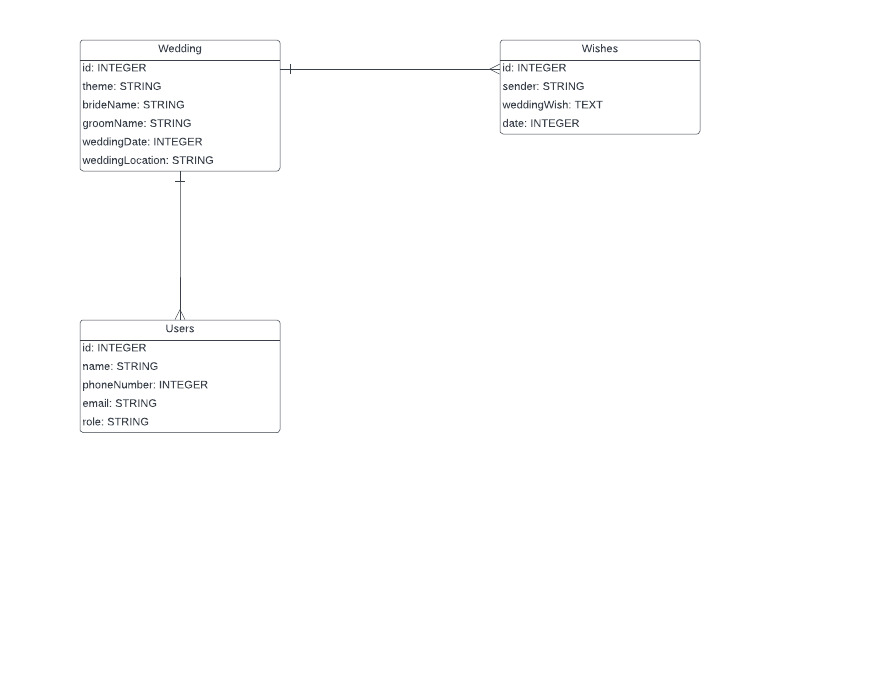 Wedding
id: INTEGER
theme: STRING
brideName: STRING
groomName: STRING
weddingDate: INTEGER
weddingLocation: STRING
Wishes
id: INTEGER
sender: STRING
weddingWish: TEXT
date: INTEGER
Users
id: INTEGER
name: STRING
phoneNumber: INTEGER
email: STRING
role: STRING